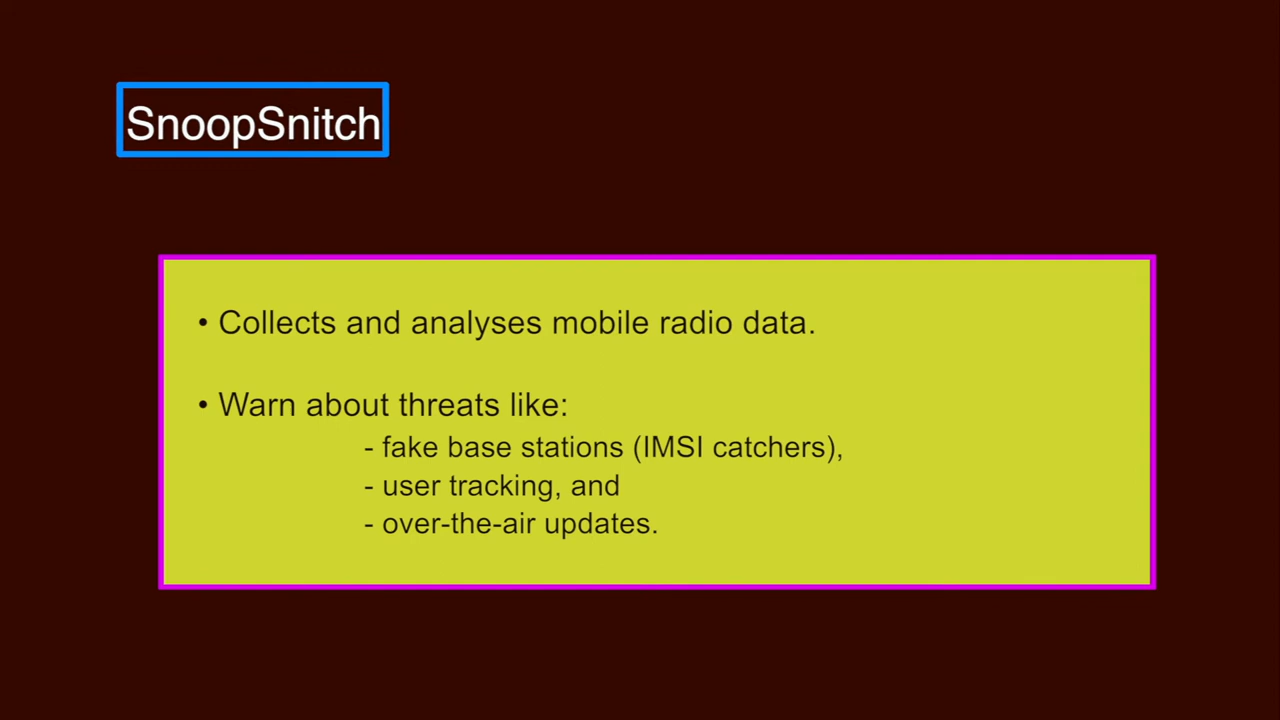 SnoopSnitch
• Collects and analyses mobile radio data.
• Warn about threats like:
- fake base stations (IMSI catchers),
- user tracking, and
- over-the-air updates.